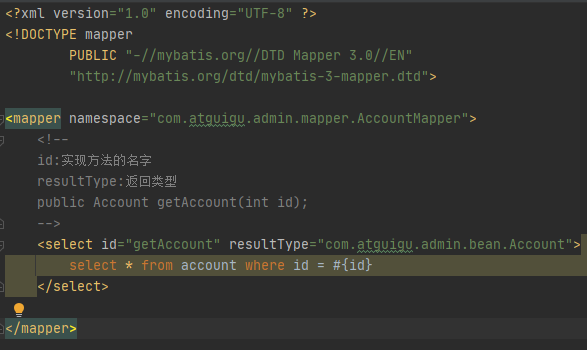 <?xml version="1.0" encoding="UTF-8" ?>
<!DOCTYPE mapper
PUBLIC "-//mybatis.org//DTD Mapper 3.0//EN"
"http://mybatis.org/dtd/mybatis-3-mapper.dtd">
<mapper namespace="com.atguigu.admin.mapper.AccountMapper">
<!--
id:实现方法的名字
resultType:返回类型
public Account getAccount(int id);
-->
<select id="getAccount" resultType="com.atguigu.admin.bean.Account">
select * from account where id = #{id}
</select>
</mapper>